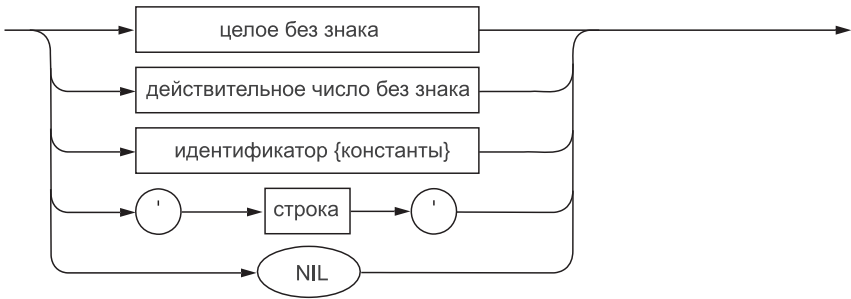 целое без знака
действительное число без знака
идентификатор {константы}
' строка '
NIL